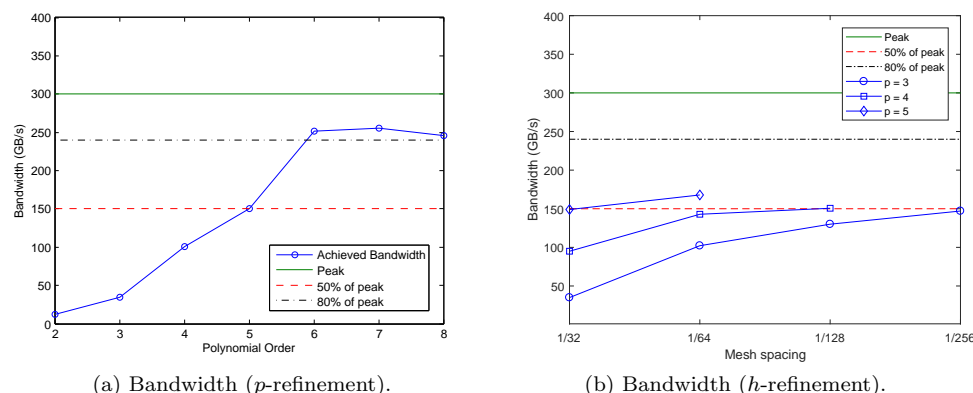 400
350
300
250
200
150
100
50
0
Bandwidth (GB/s)
2 3 4 5 6 7 8
Polynomial Order
Achieved Bandwidth
Peak
50% of peak
80% of peak
(a) Bandwidth (p-refinement).
400
350
300
250
200
150
100
50
Bandwidth (GB/s)
1/32 1/64 1/128 1/256
Mesh spacing
Peak
50% of peak
80% of peak
p = 3
p = 4
p = 5
(b) Bandwidth (h-refinement).